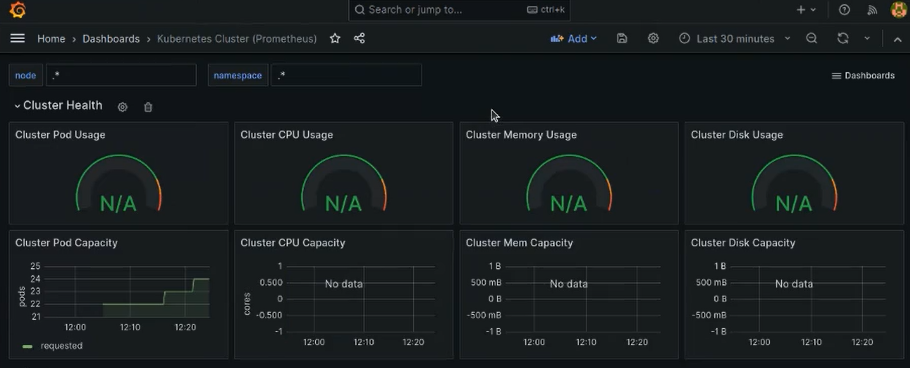 Search or jump to... ctrl+k
Home > Dashboards > Kubernetes Cluster (Prometheus) Add Last 30 minutes
node .* namespace .* Dashboards
Cluster Health
Cluster Pod Usage Cluster CPU Usage Cluster Memory Usage Cluster Disk Usage
N/A N/A N/A N/A
Cluster Pod Capacity
pods
25
24
23
22
21
12:00 12:10 12:20
requested
Cluster CPU Capacity
cores
1
0.500
0
-0.500
-1
No data
12:00 12:10 12:20
Cluster Mem Capacity
1 B
500 mB
0 B
-500 mB
-1 B
No data
12:00 12:10 12:20
Cluster Disk Capacity
1 B
500 mB
0 B
-500 mB
-1 B
No data
12:00 12:10 12:20